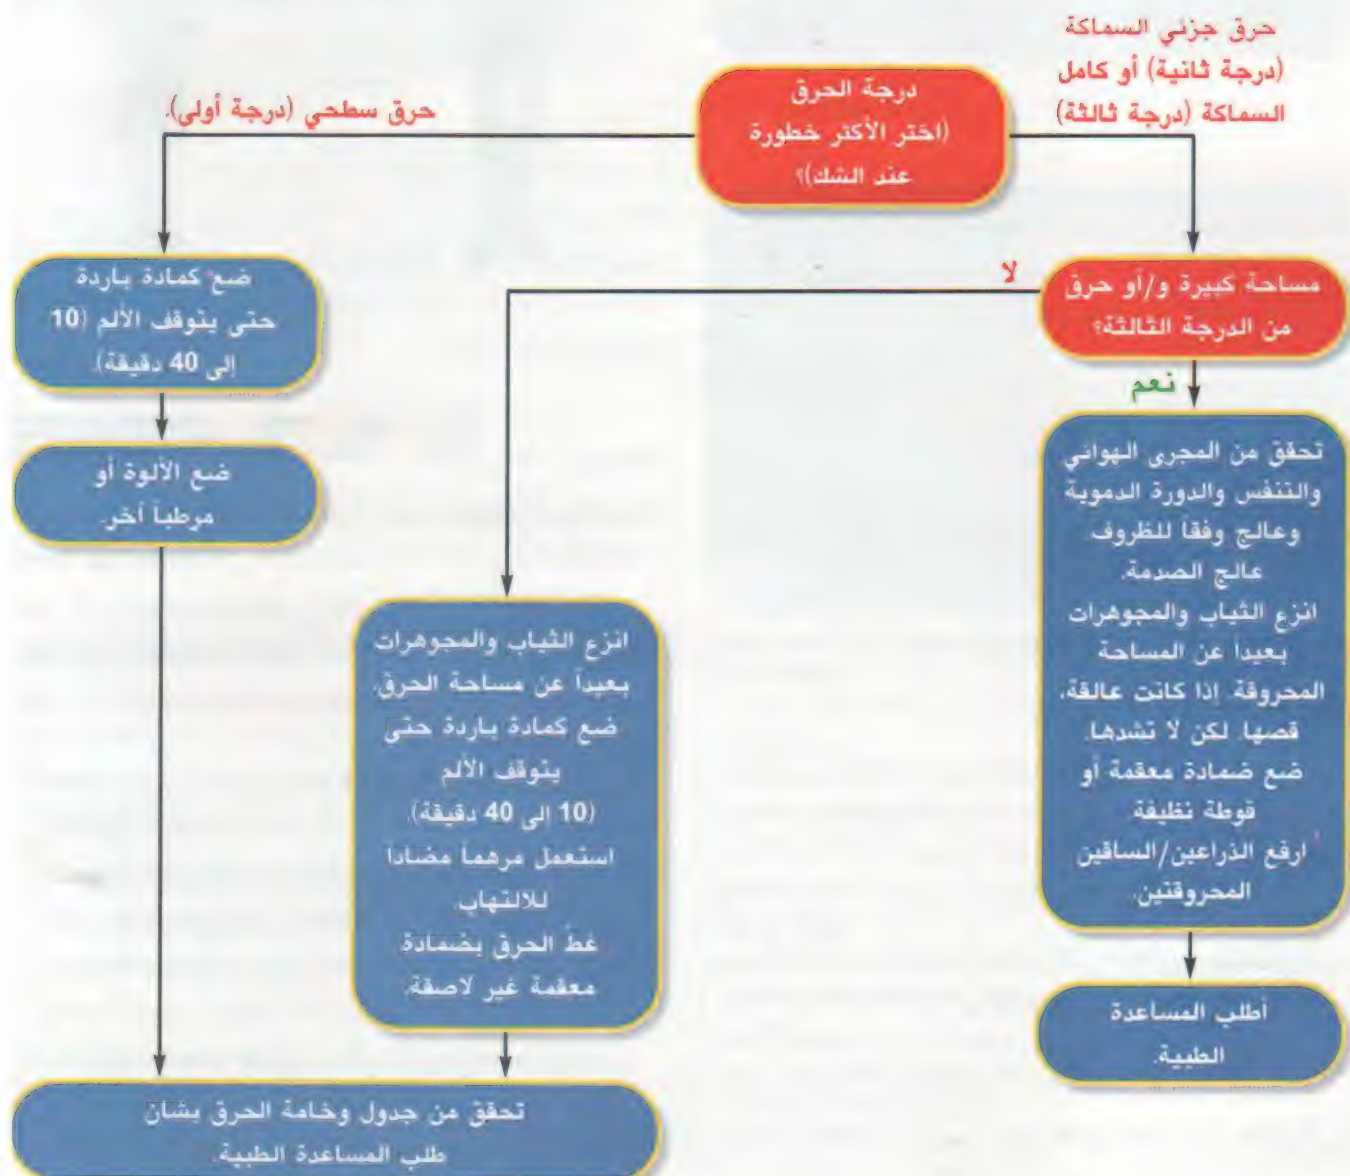 حرق جزئي السماكة
(درجة ثانية) أو كامل
السماكة (درجة ثالثة)
درجة الحرق
(اختر الأكثر خطورة
عند الشك)؟
حرق سطحي (درجة أولى).
مساحة كبيرة و/أو حرق
من الدرجة الثالثة؟
لا
نعم
ضع كمادة باردة
حتى يتوقف الألم (10
إلى 40 دقيقة).
ضع الألوة أو
مرطباً آخر.
تحقق من المجرى الهوائي
والتنفس والدورة الدموية
وعالج وفقاً للظروف
عالج الصدمة.
انزع الثياب والمجوهرات
بعيداً عن المساحة
المحروقة إذا كانت عالقة،
قصها لكن لا تشدها.
ضع ضمادة معقمة أو
فوطة نظيفة
ارفع الذراعين/الساقين
المحروقتين.
انزع الثياب والمجوهرات
بعيداً عن مساحة الحرق.
ضع كمادة باردة حتى
يتوقف الألم
(10 الى 40 دقيقة).
استعمل مرهماً مضاداً
للالتهاب.
غطّ الحرق بضمادة
معقمة غير لاصقة.
أطلب المساعدة
الطبية.
تحقق من جدول وخامة الحرق بشأن
طلب المساعدة الطبية.